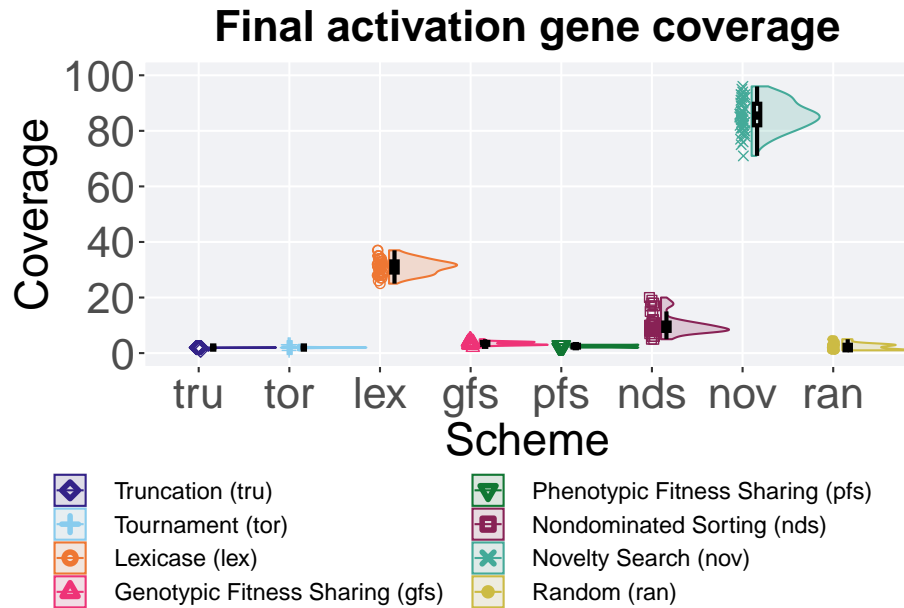 Final activation gene coverage
100
80
60
40
20
0
Coverage
tru tor lex gfs pfs nds nov ran
Scheme
Truncation (tru)
Tournament (tor)
Lexicase (lex)
Genotypic Fitness Sharing (gfs)
Phenotypic Fitness Sharing (pfs)
Nondominated Sorting (nds)
Novelty Search (nov)
Random (ran)